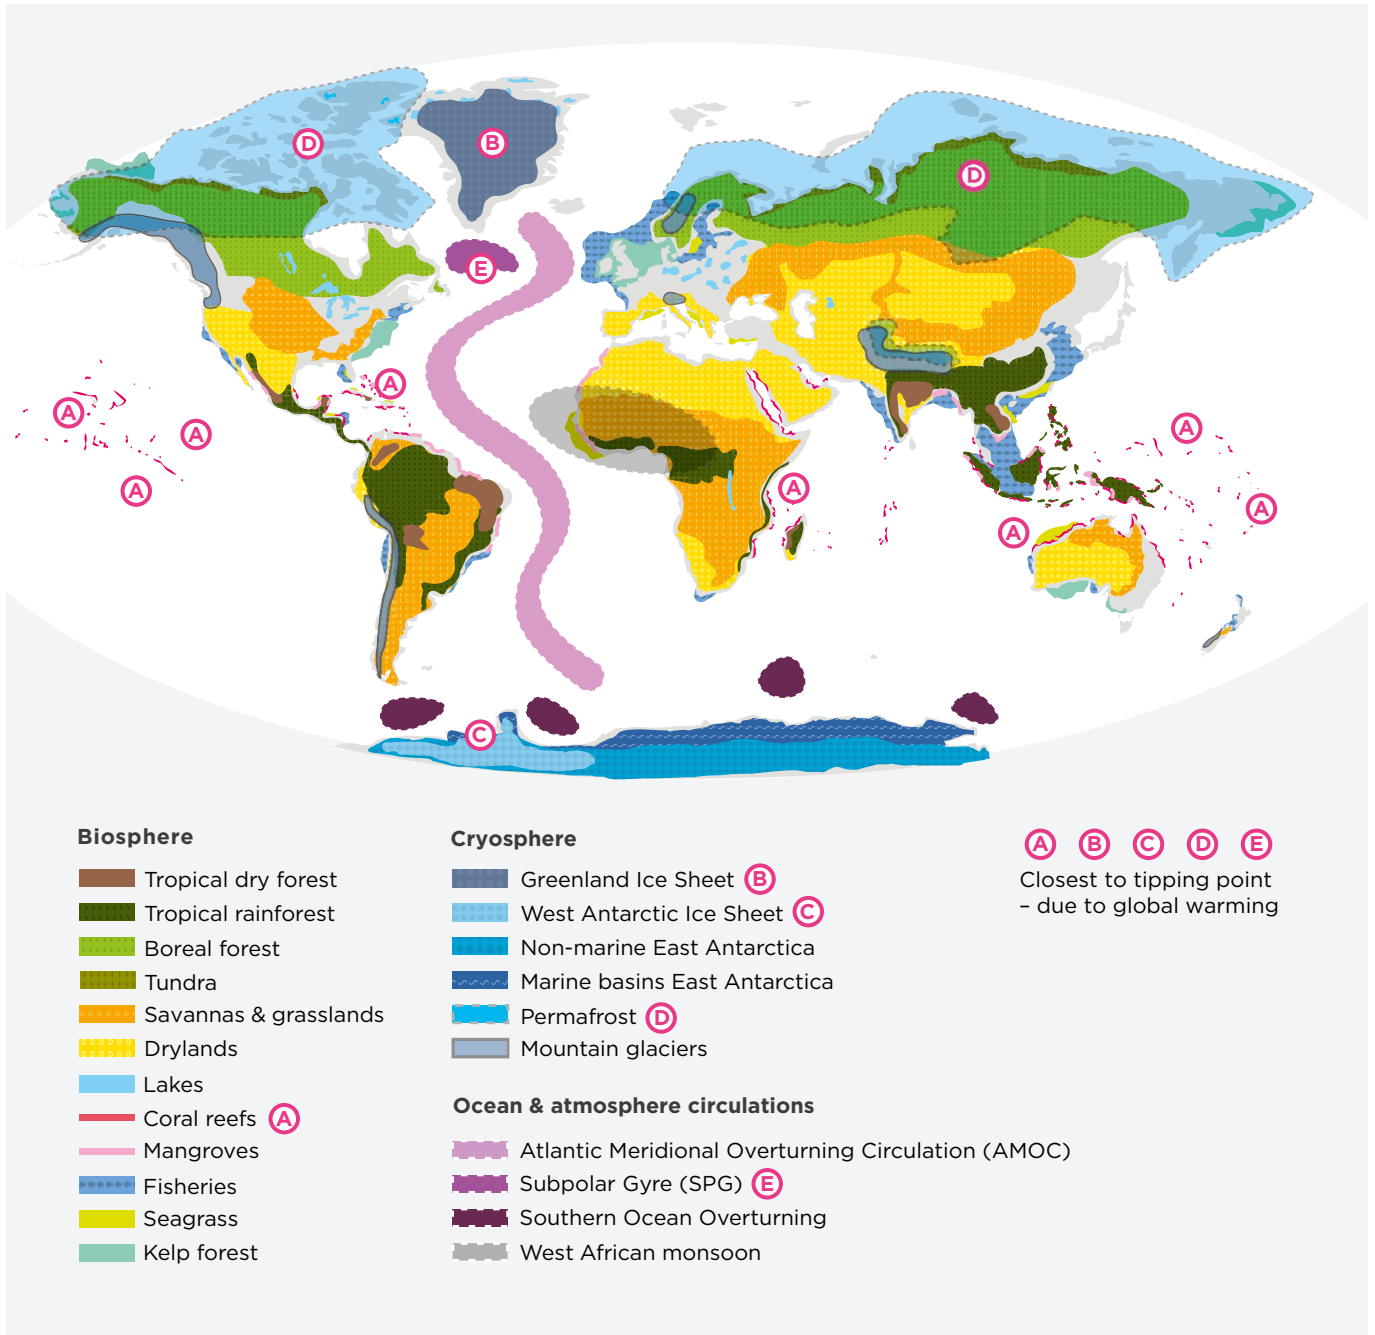 D
B
D
E
A
A
A
A
A
A
A
A
C
Biosphere
Tropical dry forest
Tropical rainforest
Boreal forest
Tundra
Savannas & grasslands
Drylands
Lakes
Coral reefs A
Mangroves
Fisheries
Seagrass
Kelp forest
Cryosphere
Greenland Ice Sheet B
West Antarctic Ice Sheet C
Non-marine East Antarctica
Marine basins East Antarctica
Permafrost D
Mountain glaciers
Ocean & atmosphere circulations
Atlantic Meridional Overturning Circulation (AMOC)
Subpolar Gyre (SPG) E
Southern Ocean Overturning
West African monsoon
A B C D E
Closest to tipping point
– due to global warming